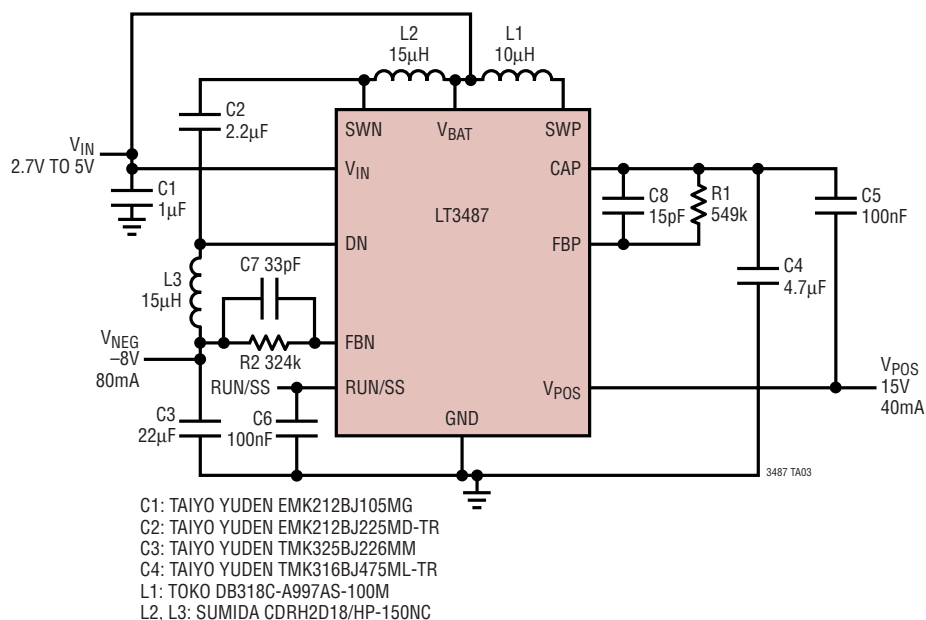 L2
15µH
L1
10µH
C2
2.2µF
SWN
VBAT
SWP
VIN
2.7V TO 5V
VIN
CAP
C1
1µF
C8
15pF
R1
549k
C5
100nF
LT3487
DN
FBP
L3
15µH
C7 33pF
C4
4.7µF
VNEG
–8V
80mA
R2 324k
FBN
RUN/SS
RUN/SS
VPOS
VPOS
15V
40mA
C3
22µF
C6
100nF
GND
3487 TA03
C1: TAIYO YUDEN EMK212BJ105MG
C2: TAIYO YUDEN EMK212BJ225MD-TR
C3: TAIYO YUDEN TMK325BJ226MM
C4: TAIYO YUDEN TMK316BJ475ML-TR
L1: TOKO DB318C-A997AS-100M
L2, L3: SUMIDA CDRH2D18/HP-150NC